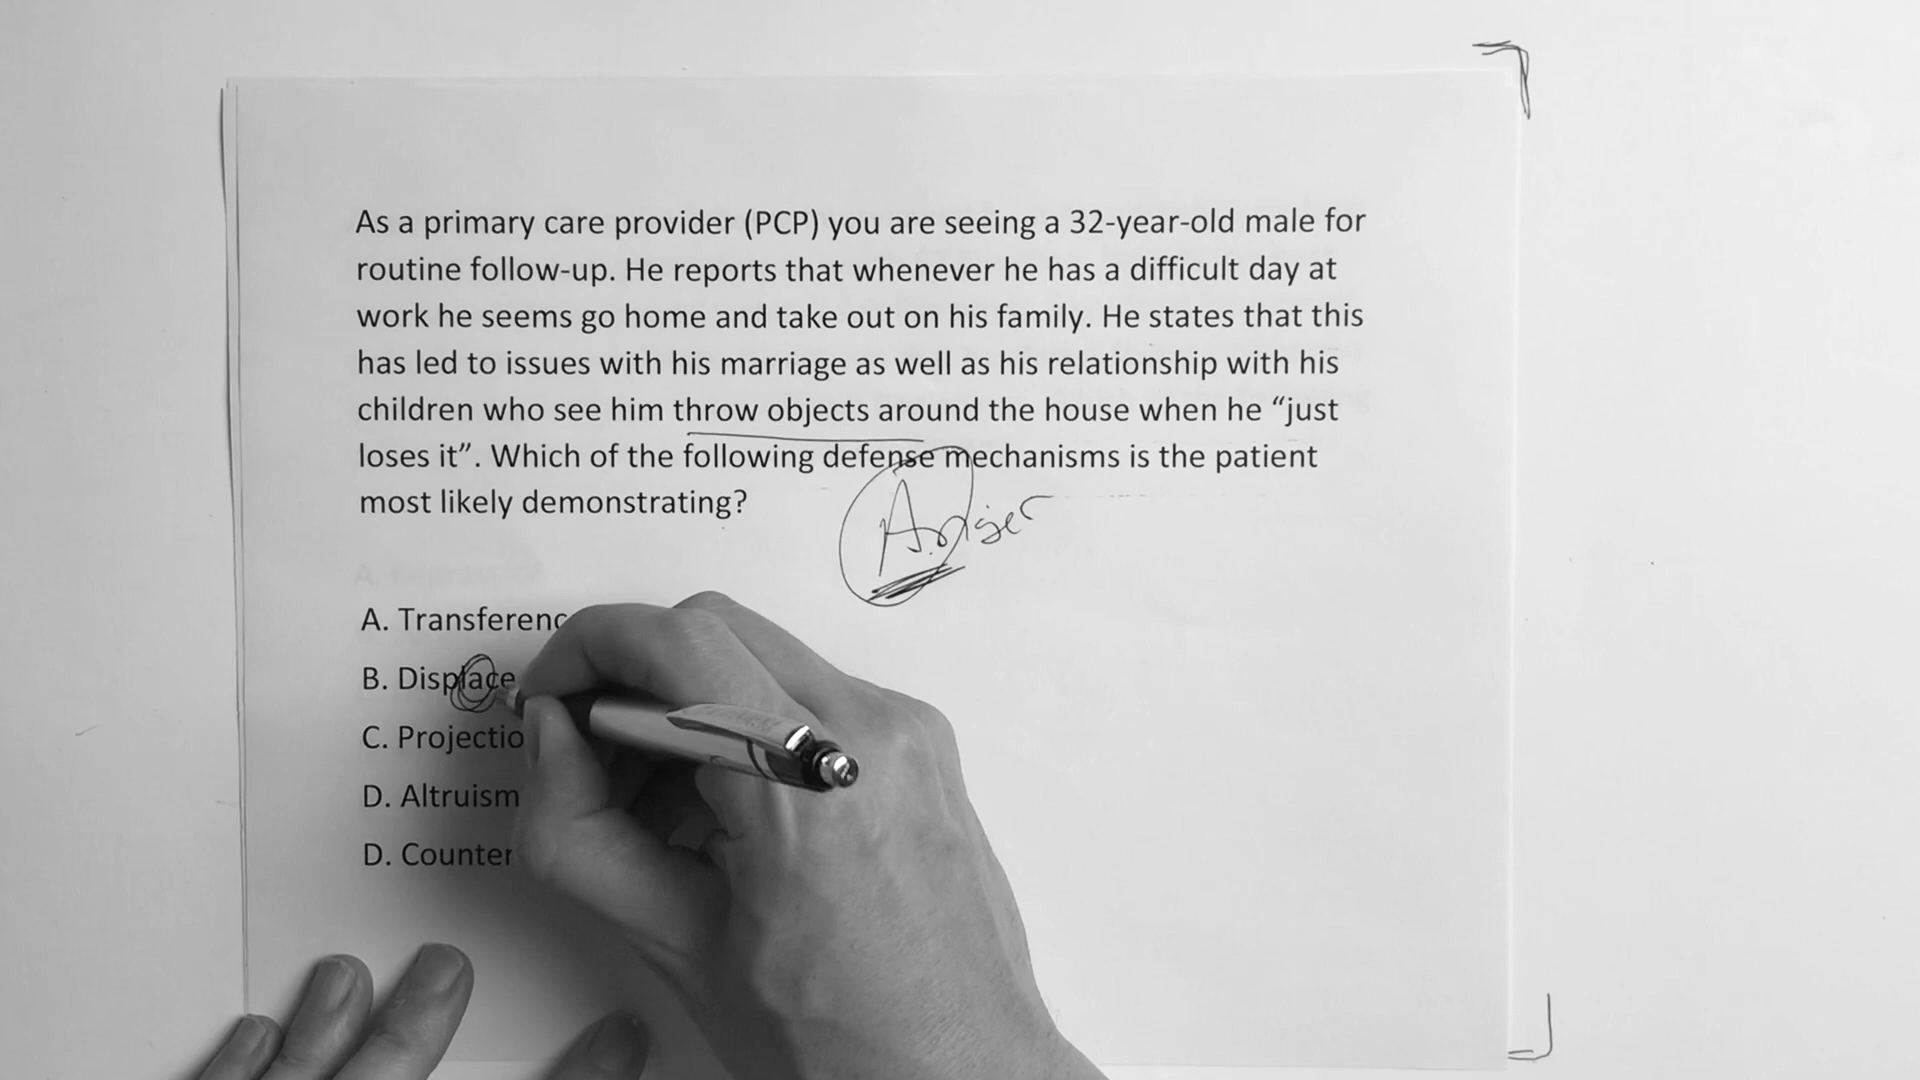 As a primary care provider (PCP) you are seeing a 32-year-old male for
routine follow-up. He reports that whenever he has a difficult day at
work he seems go home and take out on his family. He states that this
has led to issues with his marriage as well as his relationship with his
children who see him throw objects around the house when he “just
loses it”. Which of the following defense mechanisms is the patient
most likely demonstrating?
A. Transferenc
B. Displace
C. Projectio
D. Altruism
D. Counter